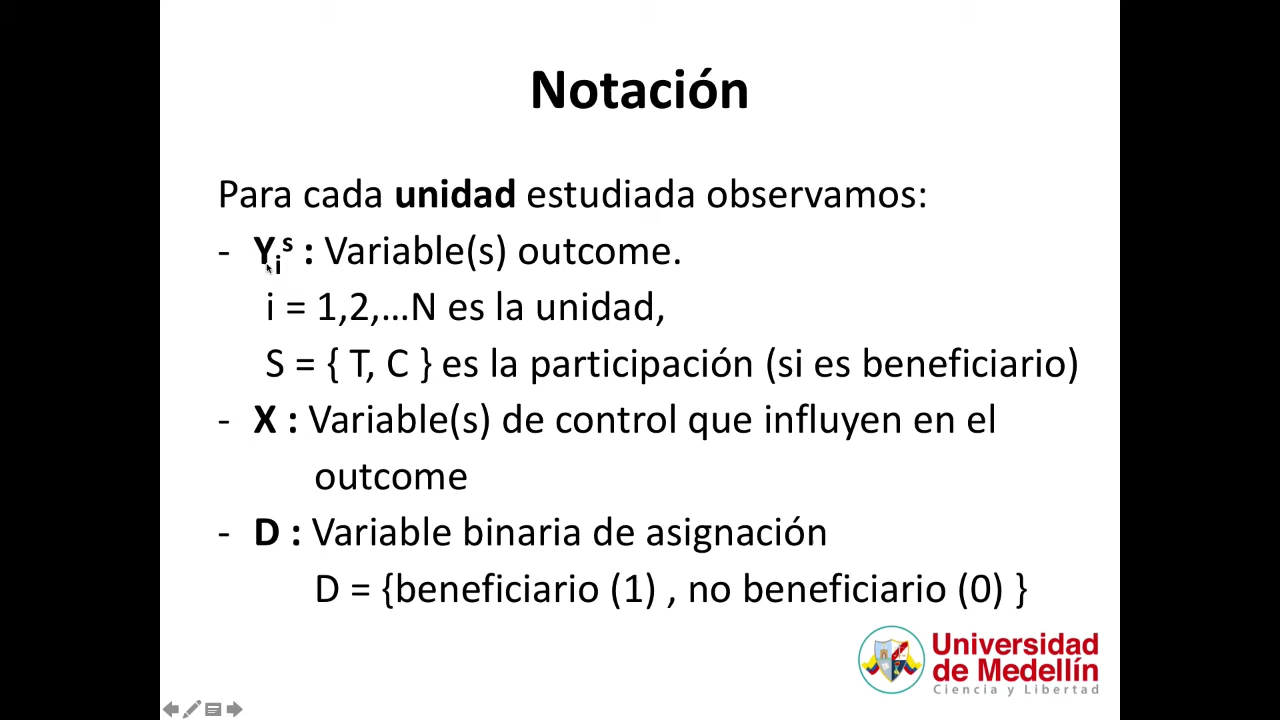 Notación
Para cada unidad estudiada observamos:
- Yᵢˢ : Variable(s) outcome.
i = 1,2,...N es la unidad,
S = { T, C } es la participación (si es beneficiario)
- X : Variable(s) de control que influyen en el
outcome
- D : Variable binaria de asignación
D = {beneficiario (1) , no beneficiario (0) }
Universidad
de Medellín
Ciencia y Libertad